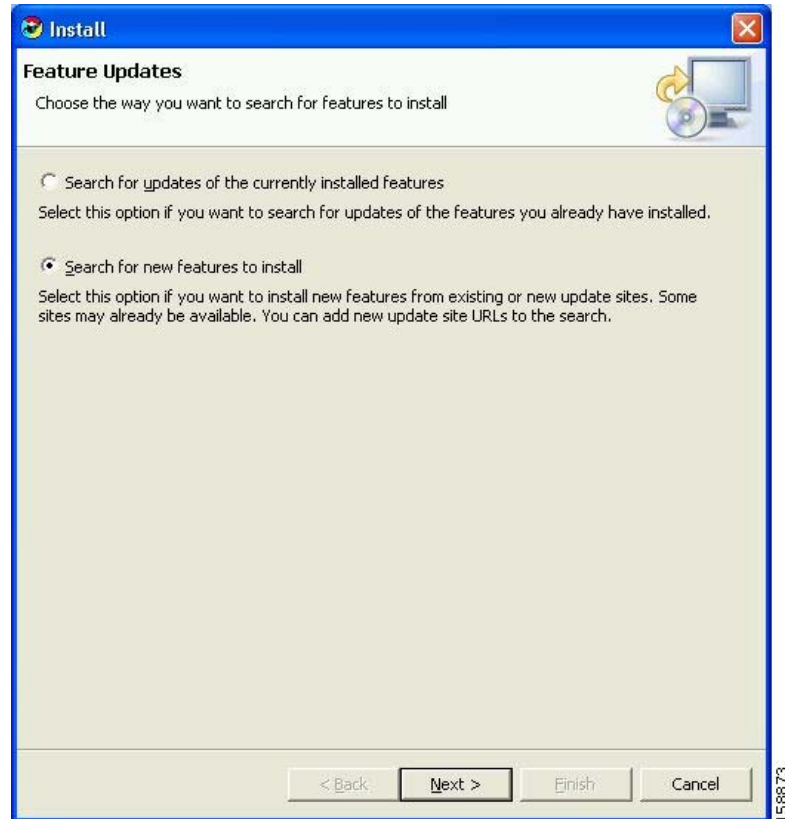 Install
Feature Updates
Choose the way you want to search for features to install
Search for updates of the currently installed features
Select this option if you want to search for updates of the features you already have installed.
Search for new features to install
Select this option if you want to install new features from existing or new update sites. Some
sites may already be available. You can add new update site URLs to the search.
< Back
Next >
Finish
Cancel
158873